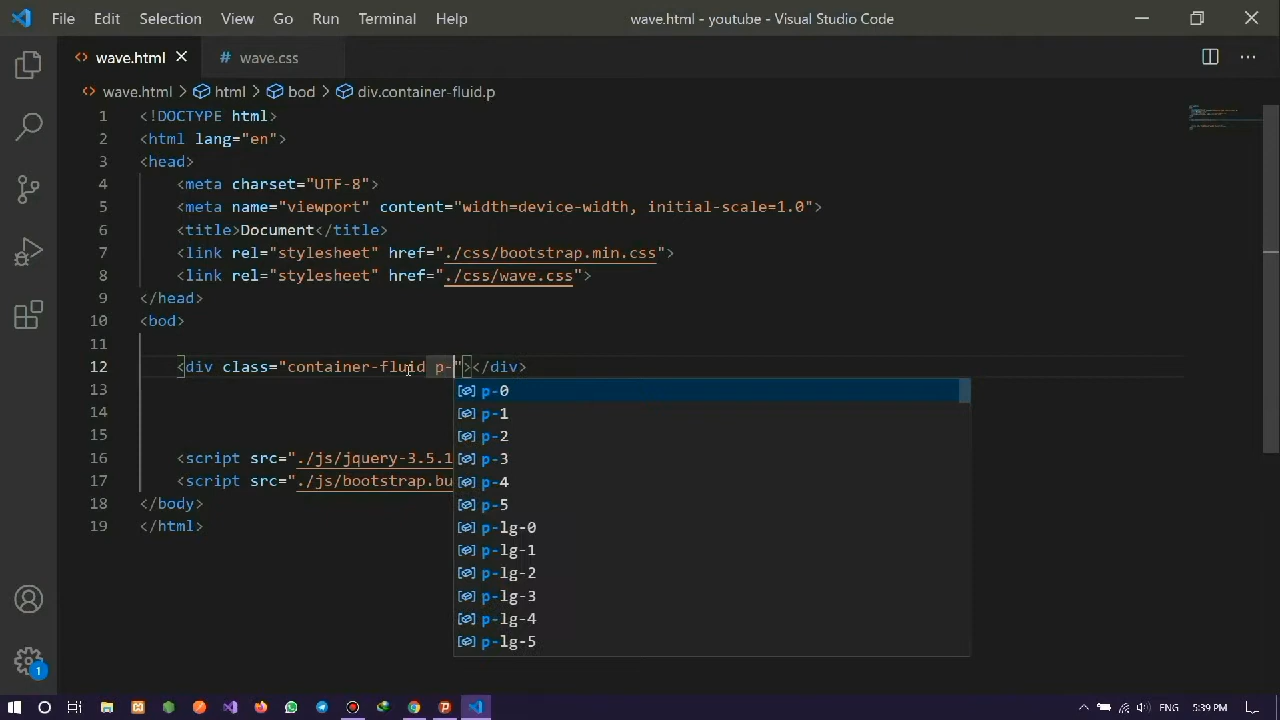 File Edit Selection View Go Run Terminal Help wave.html - youtube - Visual Studio Code
wave.html wave.css
wave.html > html > body > div.container-fluid.p
1 <!DOCTYPE html>
2 <html lang="en">
3 <head>
4 <meta charset="UTF-8">
5 <meta name="viewport" content="width=device-width, initial-scale=1.0">
6 <title>Document</title>
7 <link rel="stylesheet" href="./css/bootstrap.min.css">
8 <link rel="stylesheet" href="./css/wave.css">
9 </head>
10 <body>
11
12 <div class="container-fluid p-"></div>
13 p-0
p-1
14 p-2
15 p-3
16 <script src="./js/jquery-3.5.1 p-4
17 <script src="./js/bootstrap.bu p-5
18 </body>
19 </html>
p-lg-0
p-lg-1
p-lg-2
p-lg-3
p-lg-4
p-lg-5
1
ENG 5:39 PM